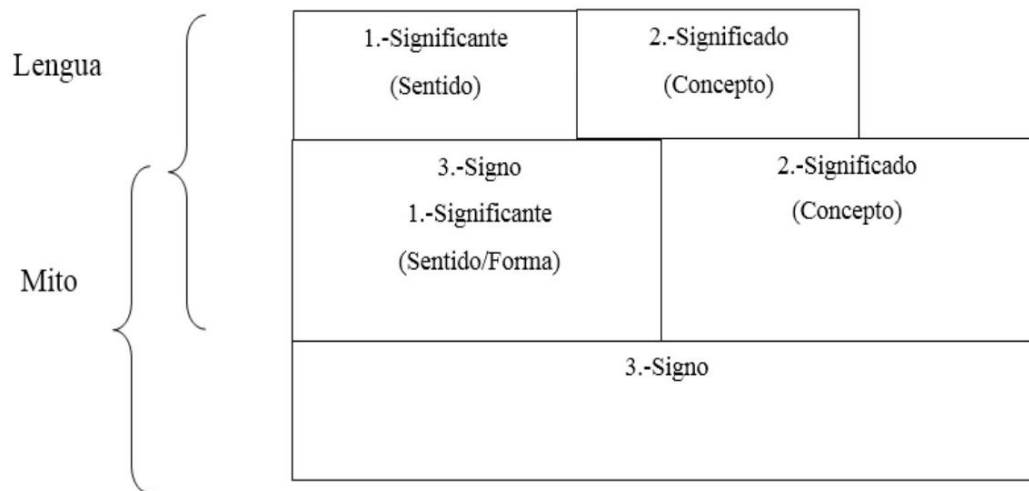 Lengua
1.-Significante
(Sentido)
2.-Significado
(Concepto)
Mito
3.-Signo
1.-Significante
(Sentido/Forma)
2.-Significado
(Concepto)
3.-Signo